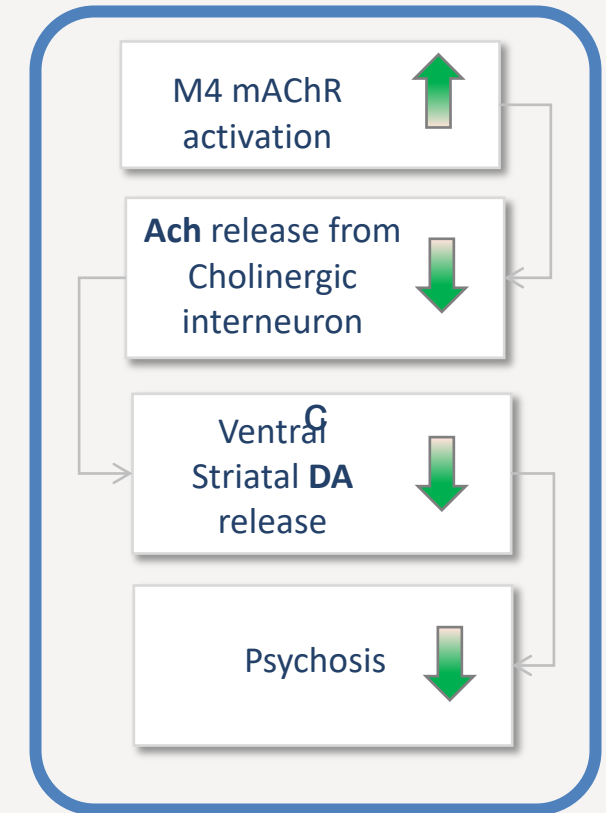 M4 mAChR
activation
Ach release from
Cholinergic
interneuron
C
Ventral
Striatal DA
release
Psychosis